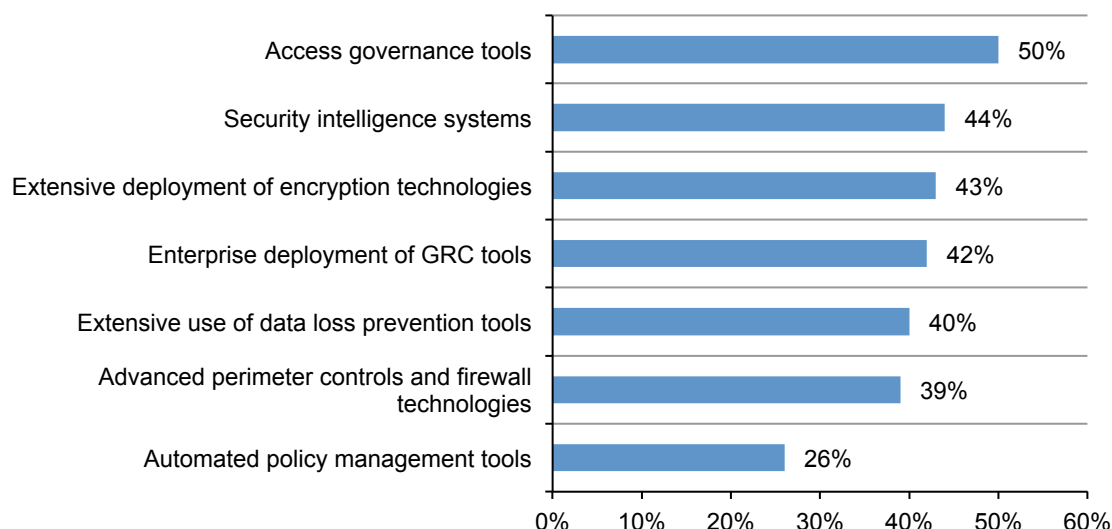 Access governance tools
50%
Security intelligence systems
44%
Extensive deployment of encryption technologies
43%
Enterprise deployment of GRC tools
42%
Extensive use of data loss prevention tools
40%
Advanced perimeter controls and firewall
technologies
39%
Automated policy management tools
26%
0% 10% 20% 30% 40% 50% 60%